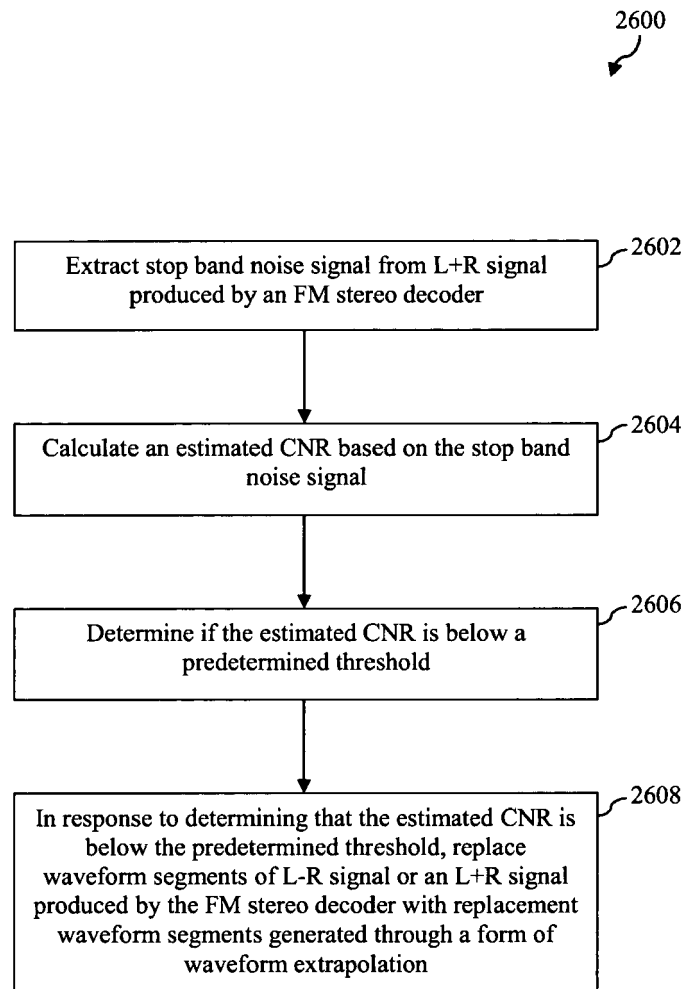 2600
2602
Extract stop band noise signal from L+R signal
produced by an FM stereo decoder
2604
Calculate an estimated CNR based on the stop band
noise signal
2606
Determine if the estimated CNR is below a
predetermined threshold
2608
In response to determining that the estimated CNR is
below the predetermined threshold, replace
waveform segments of L-R signal or an L+R signal
produced by the FM stereo decoder with replacement
waveform segments generated through a form of
waveform extrapolation